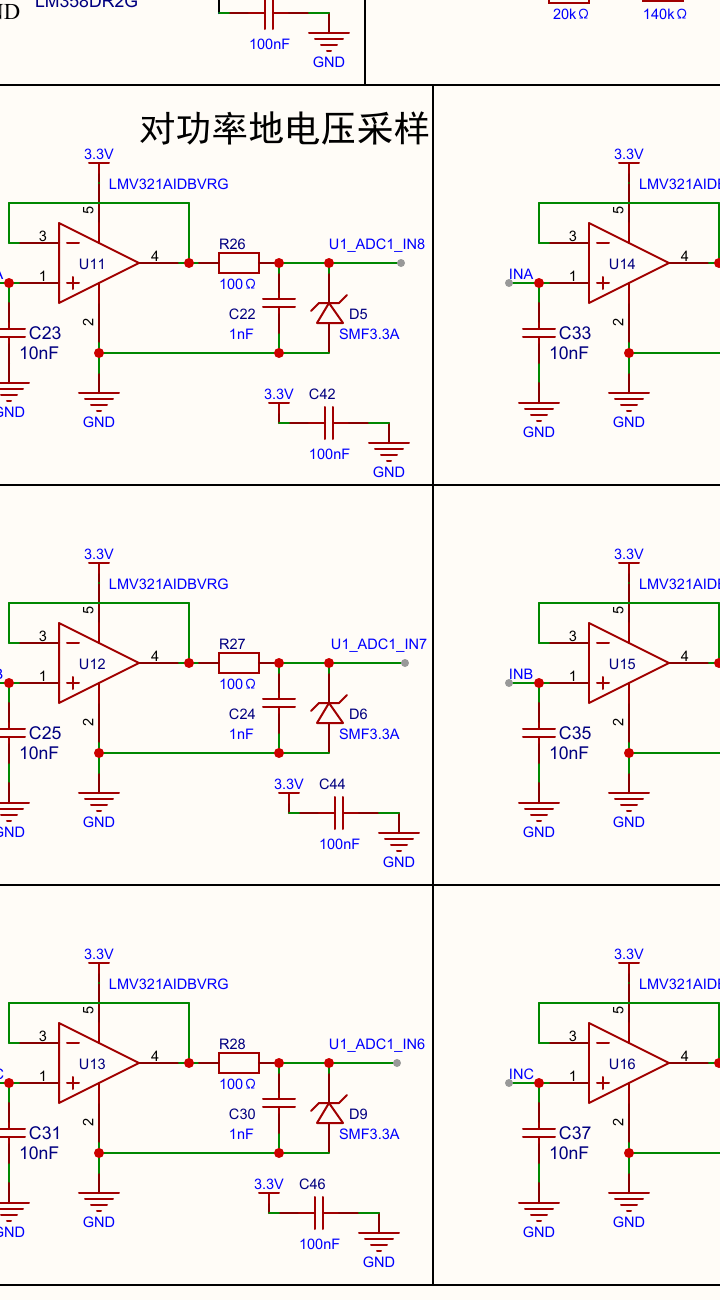 LM358DR2G
100nF
GND
20kΩ 140kΩ
对功率地电压采样
3.3V
LMV321AIDBVRG
5
3
4
U11
1
2
R26
100Ω
U1_ADC1_IN8
C22
1nF
D5
SMF3.3A
C23
10nF
GND
GND
3.3V C42
100nF
GND
3.3V
5
3
4
U14
INA
1
2
C33
10nF
GND
GND
3.3V
LMV321AIDBVRG
5
3
4
U12
1
2
R27
100Ω
U1_ADC1_IN7
C24
1nF
D6
SMF3.3A
C25
10nF
GND
GND
3.3V C44
100nF
GND
3.3V
5
3
4
U15
INB
1
2
C35
10nF
GND
GND
3.3V
LMV321AIDBVRG
5
3
4
U13
1
2
R28
100Ω
U1_ADC1_IN6
C30
1nF
D9
SMF3.3A
C31
10nF
GND
GND
3.3V C46
100nF
GND
3.3V
5
3
4
U16
INC
1
2
C37
10nF
GND
GND